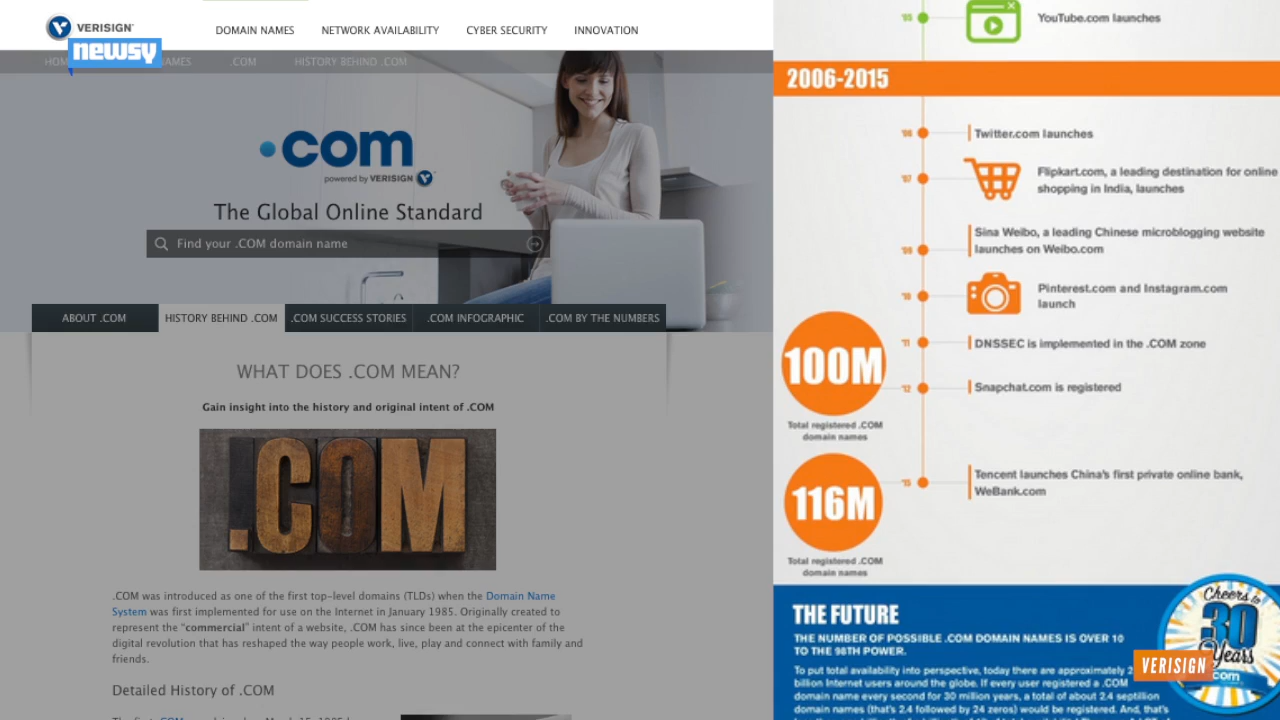 VERISIGN
DOMAIN NAMES
NETWORK AVAILABILITY
CYBER SECURITY
INNOVATION
newsy
.COM
HISTORY BEHIND .COM
.com
powered by VERISIGN
The Global Online Standard
Find your .COM domain name
ABOUT .COM
HISTORY BEHIND .COM
.COM SUCCESS STORIES
.COM INFOGRAPHIC
.COM BY THE NUMBERS
WHAT DOES .COM MEAN?
Gain insight into the history and original intent of .COM
.COM
.COM was introduced as one of the first top-level domains (TLDs) when the Domain Name
System was first implemented for use on the Internet in January 1985. Originally created to
represent the "commercial" intent of a website, .COM has since been at the epicenter of the
digital revolution that has reshaped the way people work, live, play and connect with family and
friends.
Detailed History of .COM
YouTube.com launches
2006-2015
Twitter.com launches
Flipkart.com, a leading destination for online
shopping in India, launches
Sina Weibo, a leading Chinese microblogging website
launches on Weibo.com
Pinterest.com and Instagram.com
launch
DNSSEC is implemented in the .COM zone
Snapchat.com is registered
100M
Total registered .COM
domain names
Tencent launches China's first private online bank,
WeBank.com
116M
Total registered .COM
domain names
THE FUTURE
THE NUMBER OF POSSIBLE .COM DOMAIN NAMES IS OVER 10
TO THE 98TH POWER.
To put total availability into perspective, today there are approximately
billion Internet users around the globe. If every user registered a .COM
domain name every second for 30 million years, a total of about 2.4 septillion
domain names (that's 2.4 followed by 24 zeros) would be registered. And, that's
Cheers to
30
Years
.com
VERISIGN